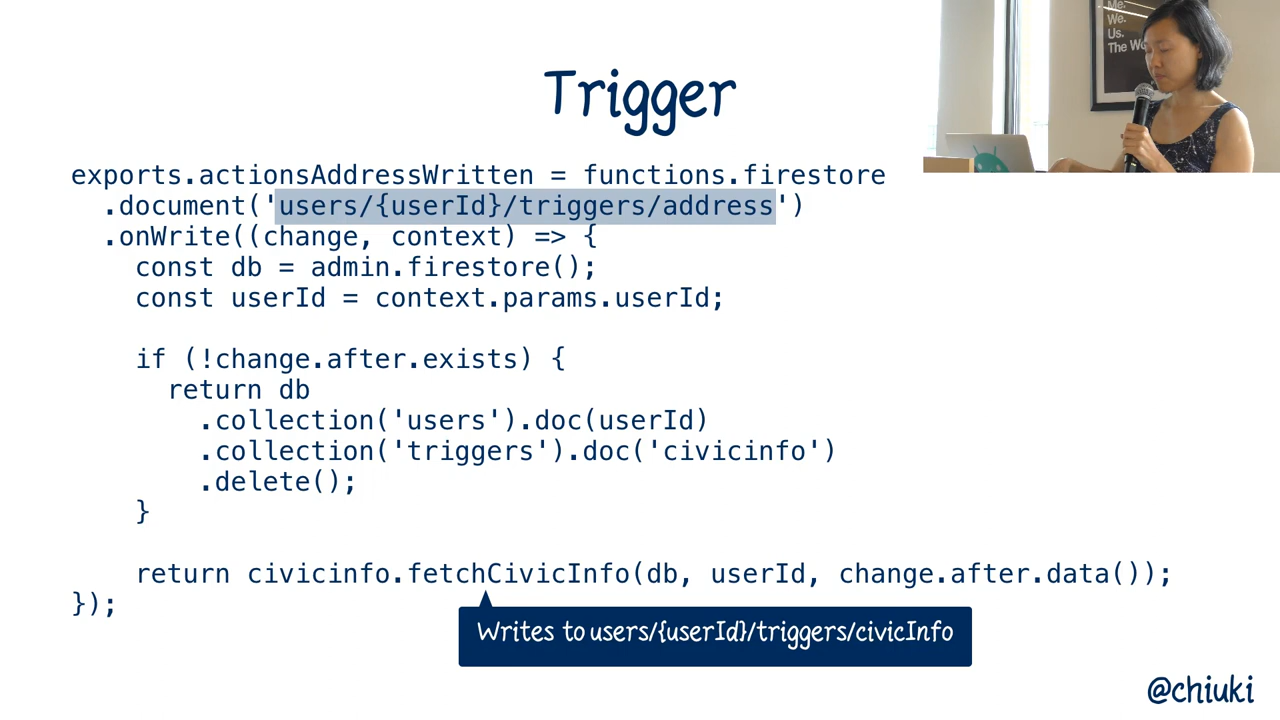 Trigger
Me.
We.
Us.
exports.actionsAddressWritten = functions.firestore
  .document('users/{userId}/triggers/address')
  .onWrite((change, context) => {
    const db = admin.firestore();
    const userId = context.params.userId;
    if (!change.after.exists) {
      return db
        .collection('users').doc(userId)
        .collection('triggers').doc('civicinfo')
        .delete();
    }
    return civicinfo.fetchCivicInfo(db, userId, change.after.data());
});
Writes to users/{userId}/triggers/civicInfo
@chiuki